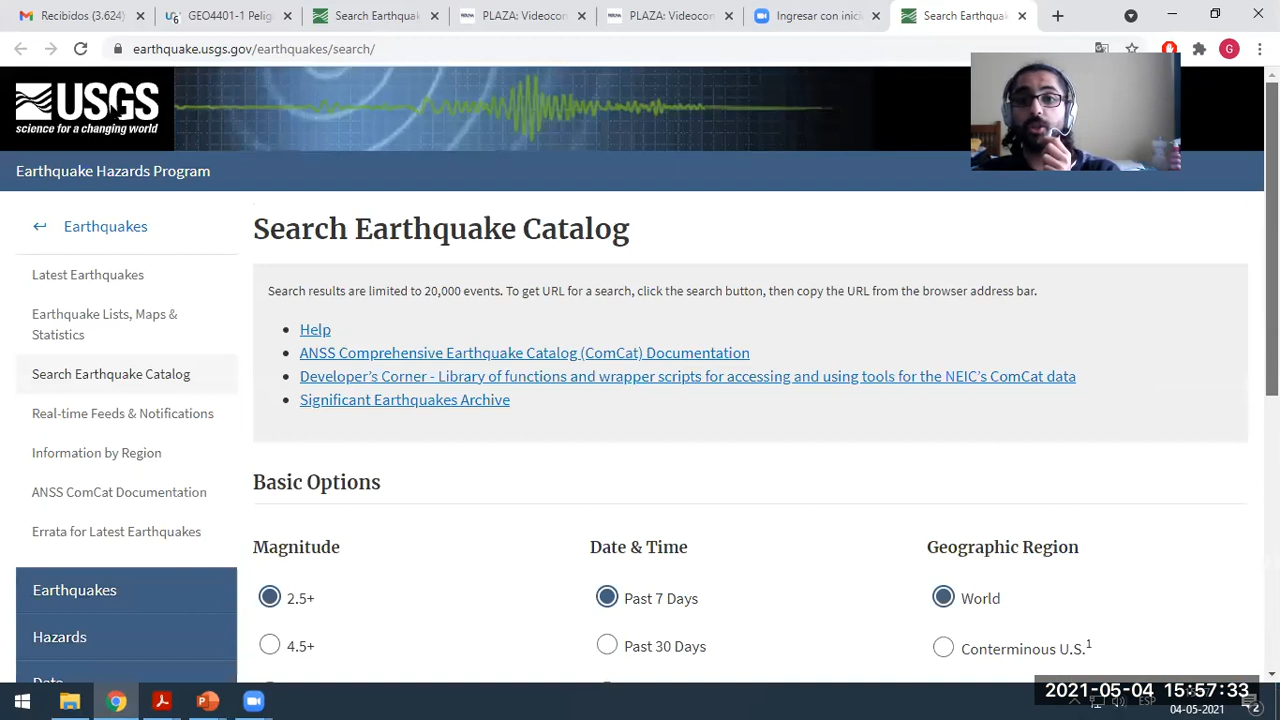 Recibidos (3.624)
GEO4401-1 Pelig
Search Earthquak
PLAZA: Videocon
PLAZA: Videocon
Ingresar con inici
Search Earthquak
earthquake.usgs.gov/earthquakes/search/
G
USGS
science for a changing world
Earthquake Hazards Program
Earthquakes
Latest Earthquakes
Earthquake Lists, Maps &
Statistics
Search Earthquake Catalog
Real-time Feeds & Notifications
Information by Region
ANSS ComCat Documentation
Errata for Latest Earthquakes
Earthquakes
Hazards
Data
Search Earthquake Catalog
Search results are limited to 20,000 events. To get URL for a search, click the search button, then copy the URL from the browser address bar.
Help
ANSS Comprehensive Earthquake Catalog (ComCat) Documentation
Developer's Corner - Library of functions and wrapper scripts for accessing and using tools for the NEIC's ComCat data
Significant Earthquakes Archive
Basic Options
Magnitude
2.5+
4.5+
Date & Time
Past 7 Days
Past 30 Days
Geographic Region
World
Conterminous U.S.1
2021-05-04 15:57:33
ESP
04-05-2021
2